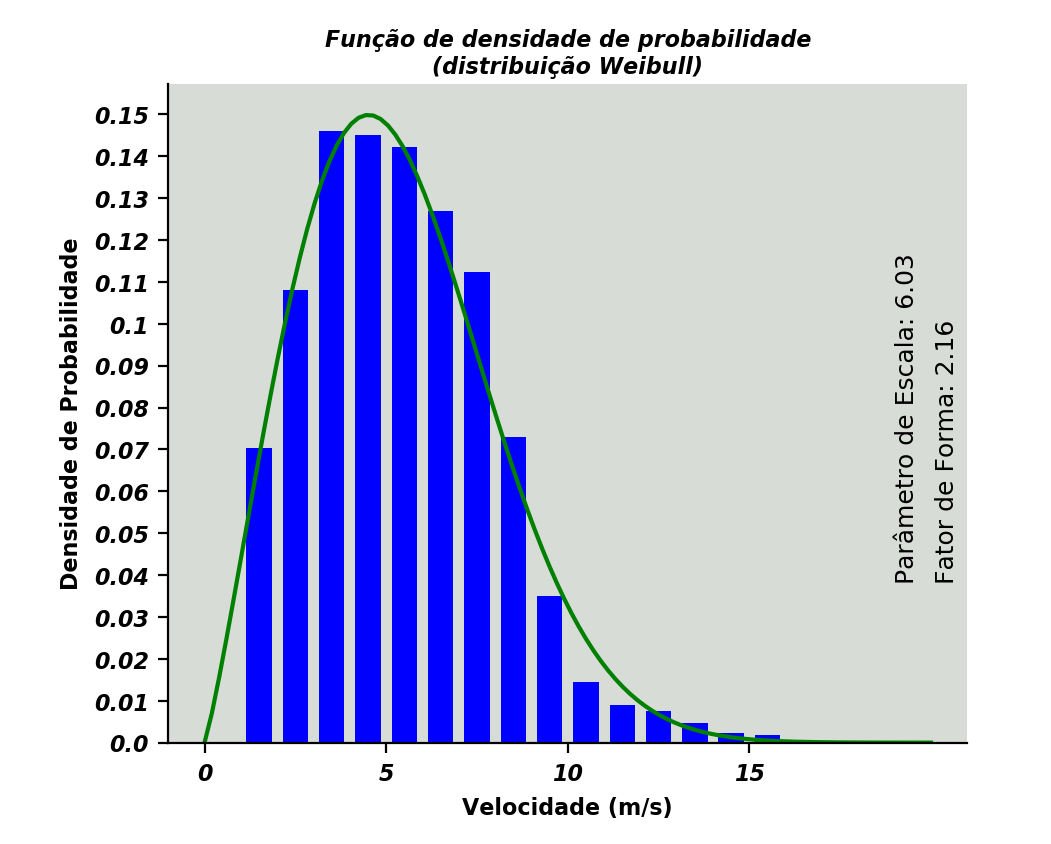 Função de densidade de probabilidade
(distribuição Weibull)
Densidade de Probabilidade
0.15
0.14
0.13
0.12
0.11
0.1
0.09
0.08
0.07
0.06
0.05
0.04
0.03
0.02
0.01
0.0
Parâmetro de Escala: 6.03
Fator de Forma: 2.16
0 5 10 15
Velocidade (m/s)